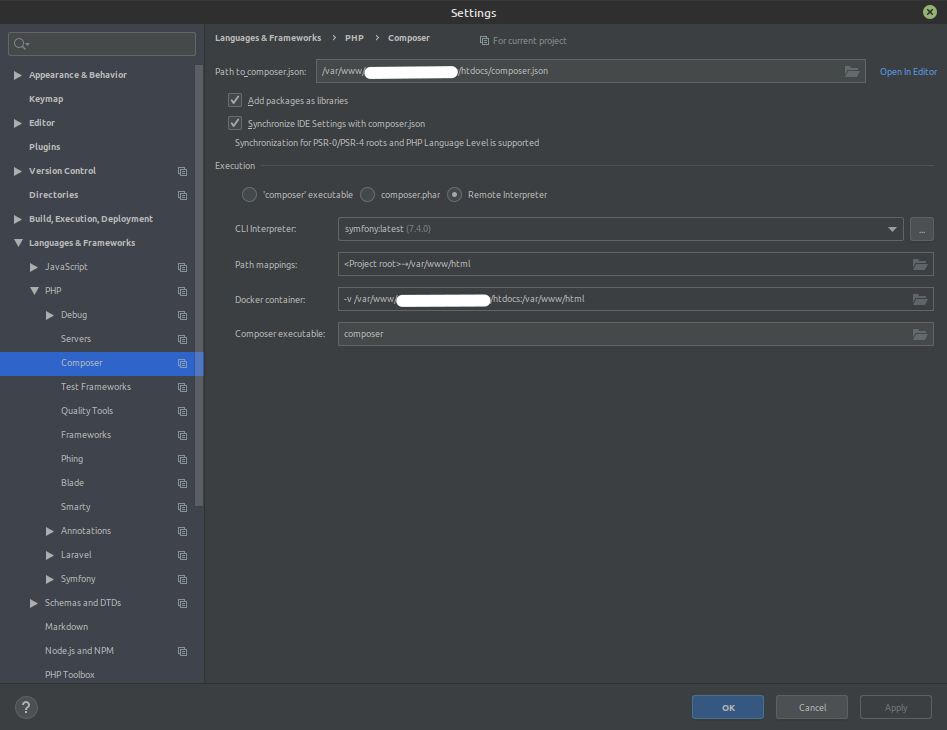 Settings
Languages & Frameworks > PHP > Composer For current project
Path to composer.json: /var/www/ /htdocs/composer.json Open In Editor
Add packages as libraries
Synchronize IDE Settings with composer.json
Synchronization for PSR-0/PSR-4 roots and PHP Language Level is supported
Execution
'composer' executable composer.phar Remote Interpreter
CLI Interpreter: symfony:latest (7.4.0) ...
Path mappings: <Project root>→/var/www/html
Docker container: -v /var/www/ /htdocs:/var/www/html
Composer executable: composer
Appearance & Behavior
Keymap
Editor
Plugins
Version Control
Directories
Build, Execution, Deployment
Languages & Frameworks
JavaScript
PHP
Debug
Servers
Composer
Test Frameworks
Quality Tools
Frameworks
Phing
Blade
Smarty
Annotations
Laravel
Symfony
Schemas and DTDs
Markdown
Node.js and NPM
PHP Toolbox
? OK Cancel Apply